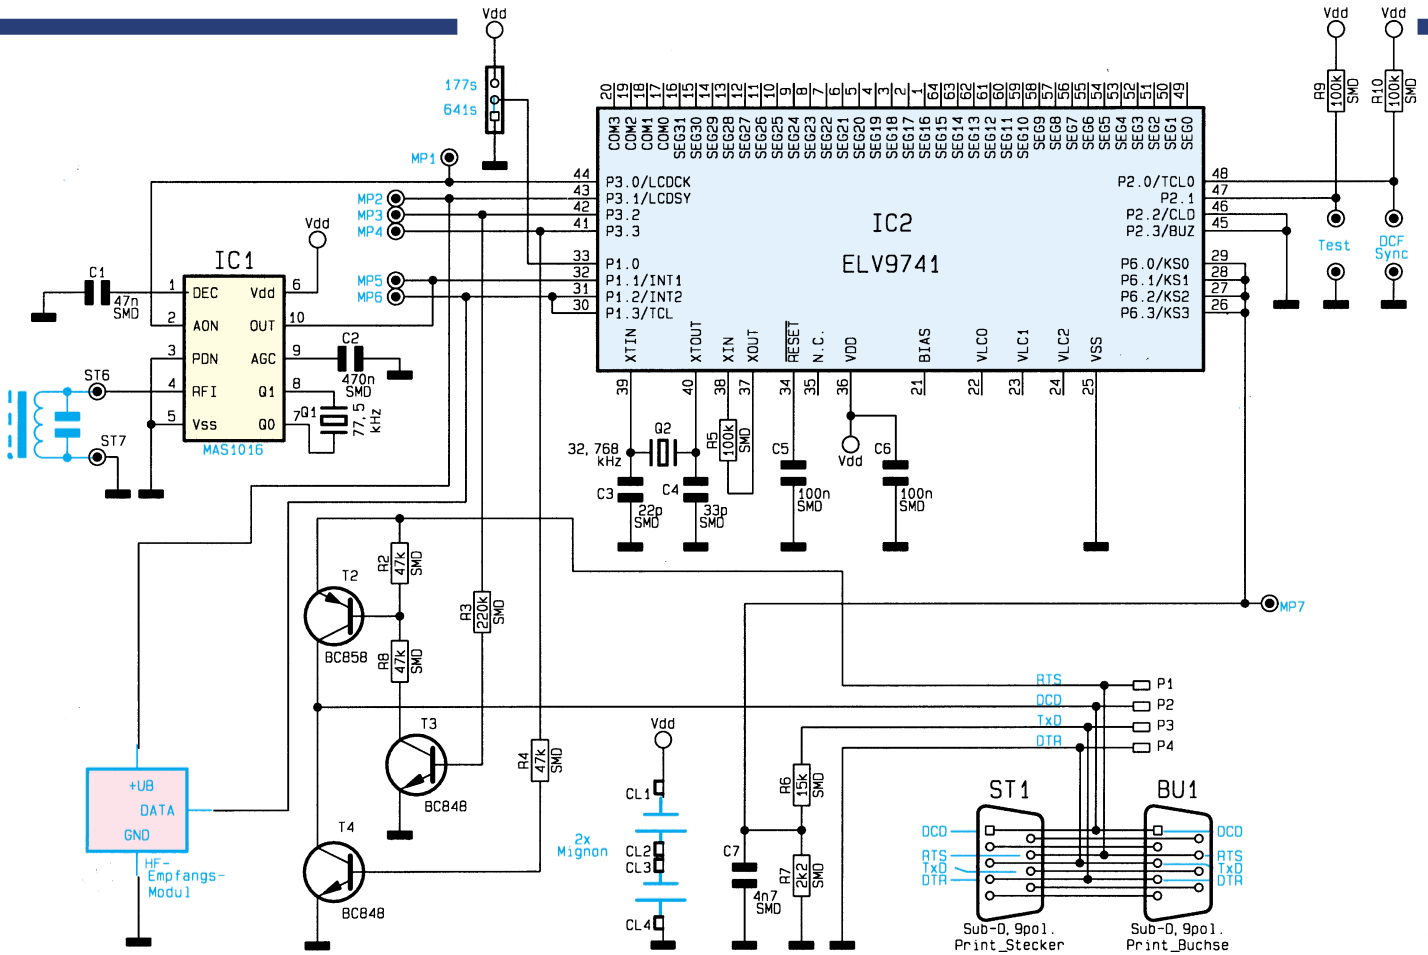 Vdd
177s
641s
MP1
MP2
MP3
MP4
MP5
MP6
20 19 18 17 16 15 14 13 12 11 10 9 8 7 6 5 4 3 2 1 64 63 62 61 60 59 58 57 56 55 54 53 52 51 50 49
COM3 COM2 COM1 COM0 SEG31 SEG30 SEG29 SEG28 SEG27 SEG26 SEG25 SEG24 SEG23 SEG22 SEG21 SEG20 SEG19 SEG18 SEG17 SEG16 SEG15 SEG14 SEG13 SEG12 SEG11 SEG10 SEG9 SEG8 SEG7 SEG6 SEG5 SEG4 SEG3 SEG2 SEG1 SEG0
44 P3.0/LCDCK
43 P3.1/LCDSY
42 P3.2
41 P3.3
33 P1.0
32 P1.1/INT1
31 P1.2/INT2
30 P1.3/TCL
IC2
ELV9741
P2.0/TCL0 48
P2.1 47
P2.2/CLD 46
P2.3/BUZ 45
P6.0/KS0 29
P6.1/KS1 28
P6.2/KS2 27
P6.3/KS3 26
XTIN XTOUT XIN XOUT RESET N.C. VDD BIAS VLC0 VLC1 VLC2 VSS
39 40 38 37 34 35 36 21 22 23 24 25
Vdd
Vdd
R9
100k
SMD
R10
100k
SMD
Test
DCF
Sync
IC1
Vdd
C1
47n
SMD
1 DEC
2 AON
3 PDN
4 RFI
5 Vss
Vdd 6
OUT 10
AGC 9
Q1 8
Q0 7
MAS1016
C2
470n
SMD
Q1
77,5
kHz
ST6
ST7
32,768
kHz
Q2
C3
22p
SMD
C4
33p
SMD
R5
100k
SMD
C5
100n
SMD
Vdd
C6
100n
SMD
T2
BC858
R2
47k
SMD
R8
47k
SMD
R3
220k
SMD
T3
BC848
R4
47k
SMD
T4
BC848
+UB
DATA
GND
HF-
Empfangs-
Modul
Vdd
CL1
CL2
CL3
CL4
2x
Mignon
MP7
C7
4n7
SMD
R6
15k
SMD
R7
2k2
SMD
RTS P1
DCD P2
TxD P3
DTR P4
ST1
BU1
DCD
RTS
TxD
DTR
DCD
RTS
TxD
DTR
Sub-D, 9pol.
Print_Stecker
Sub-D, 9pol.
Print_Buchse